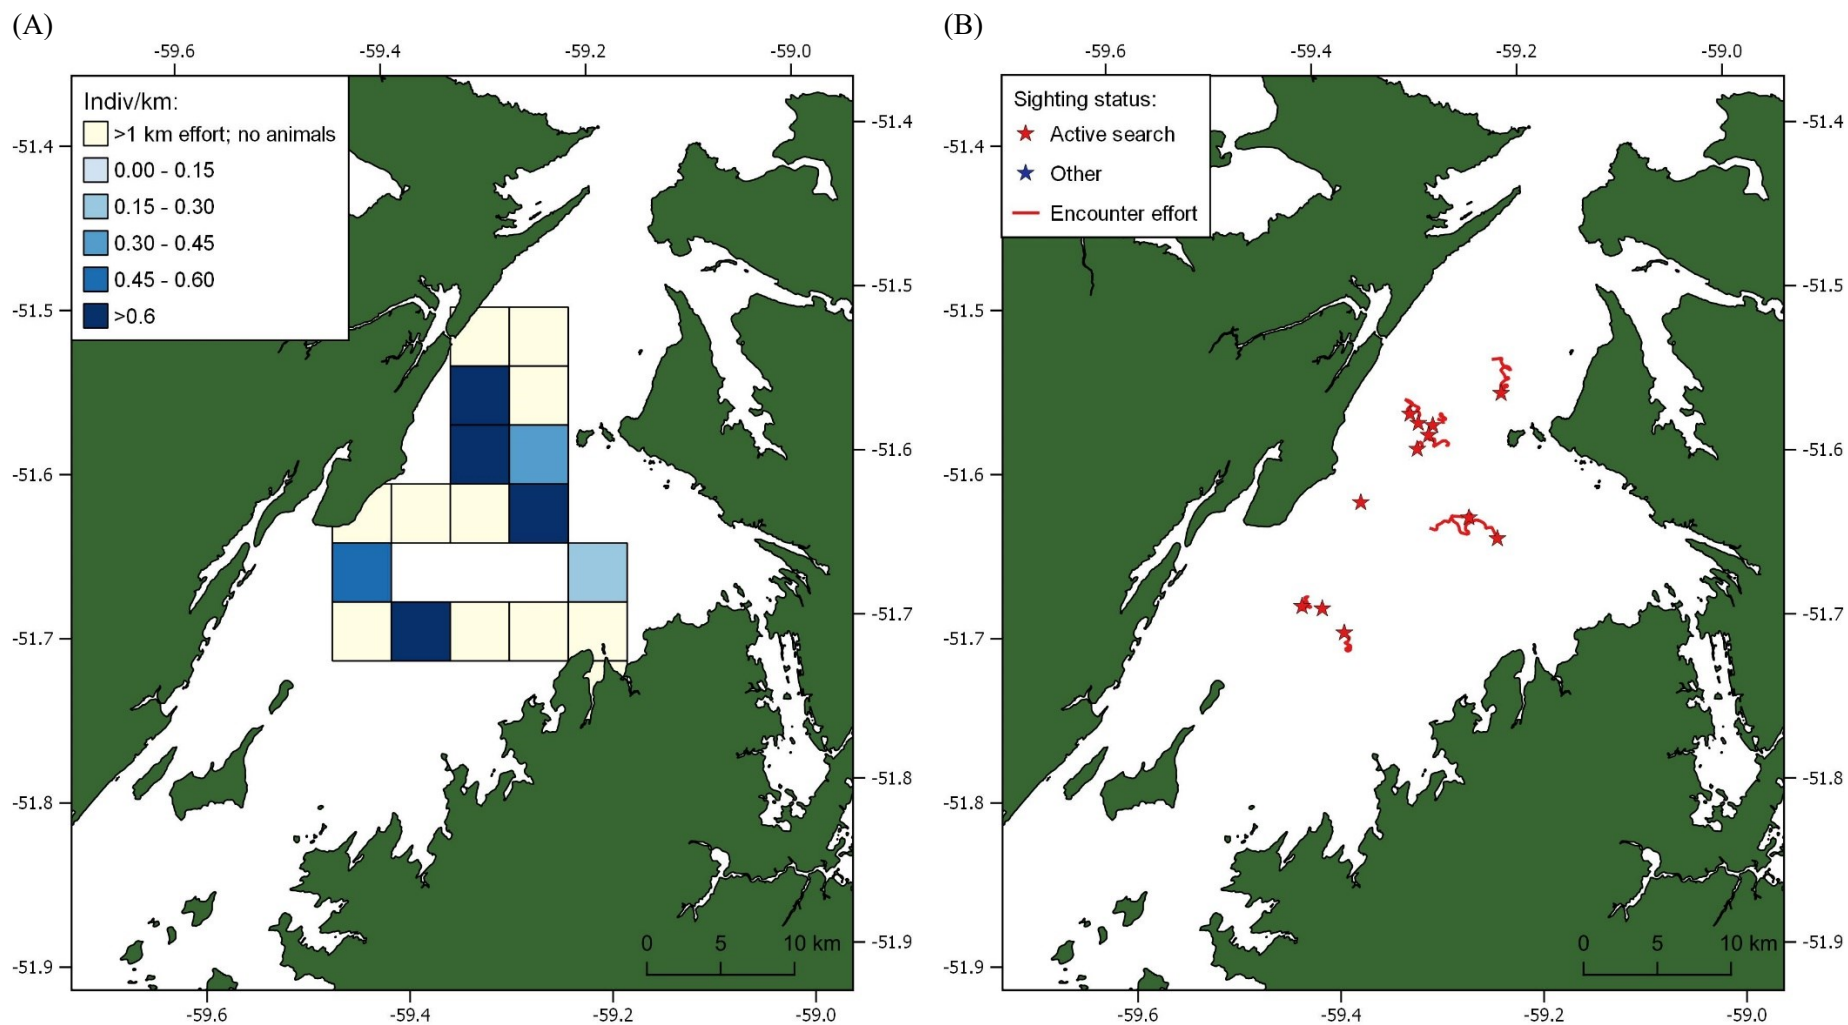 (A)
-59.6 -59.4 -59.2 -59.0
Indiv/km:
>1 km effort; no animals
0.00 - 0.15
0.15 - 0.30
0.30 - 0.45
0.45 - 0.60
>0.6
-51.4
-51.5
-51.6
-51.7
-51.8
-51.9
-51.4
-51.5
-51.6
-51.7
-51.8
-51.9
0 5 10 km
-59.6 -59.4 -59.2 -59.0
(B)
-59.6 -59.4 -59.2 -59.0
Sighting status:
Active search
Other
Encounter effort
-51.4
-51.5
-51.6
-51.7
-51.8
-51.9
-51.4
-51.5
-51.6
-51.7
-51.8
-51.9
0 5 10 km
-59.6 -59.4 -59.2 -59.0